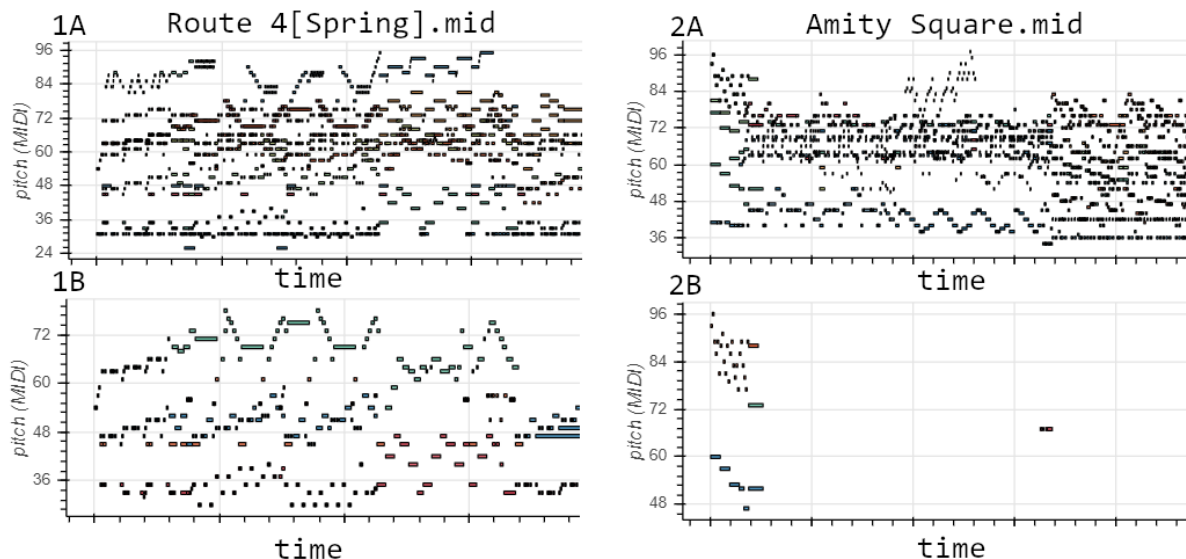 1A Route 4[Spring].mid
96
84
72
60
48
36
24
pitch (MIDI)
time
2A Amity Square.mid
96
84
72
60
48
36
pitch (MIDI)
time
1B
72
60
48
36
pitch (MIDI)
time
2B
96
84
72
60
48
pitch (MIDI)
time